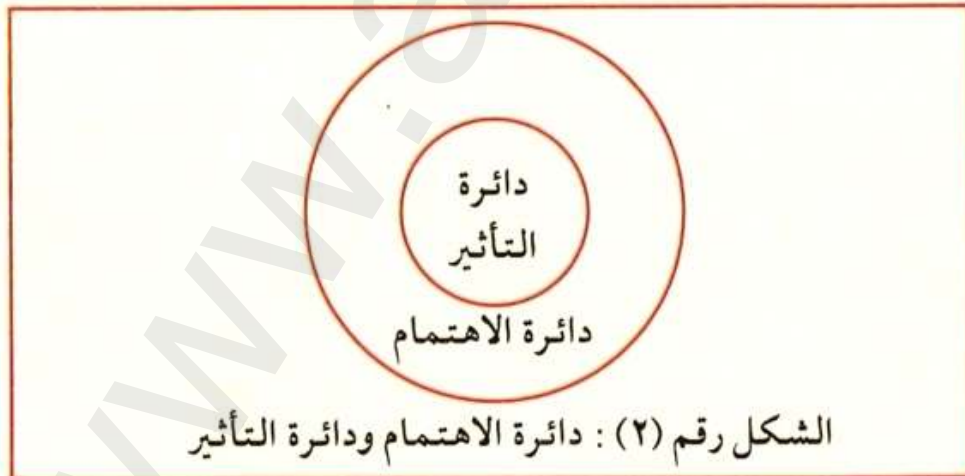 دائرة
التأثير
دائرة الاهتمام
الشكل رقم (٢) : دائرة الاهتمام ودائرة التأثير